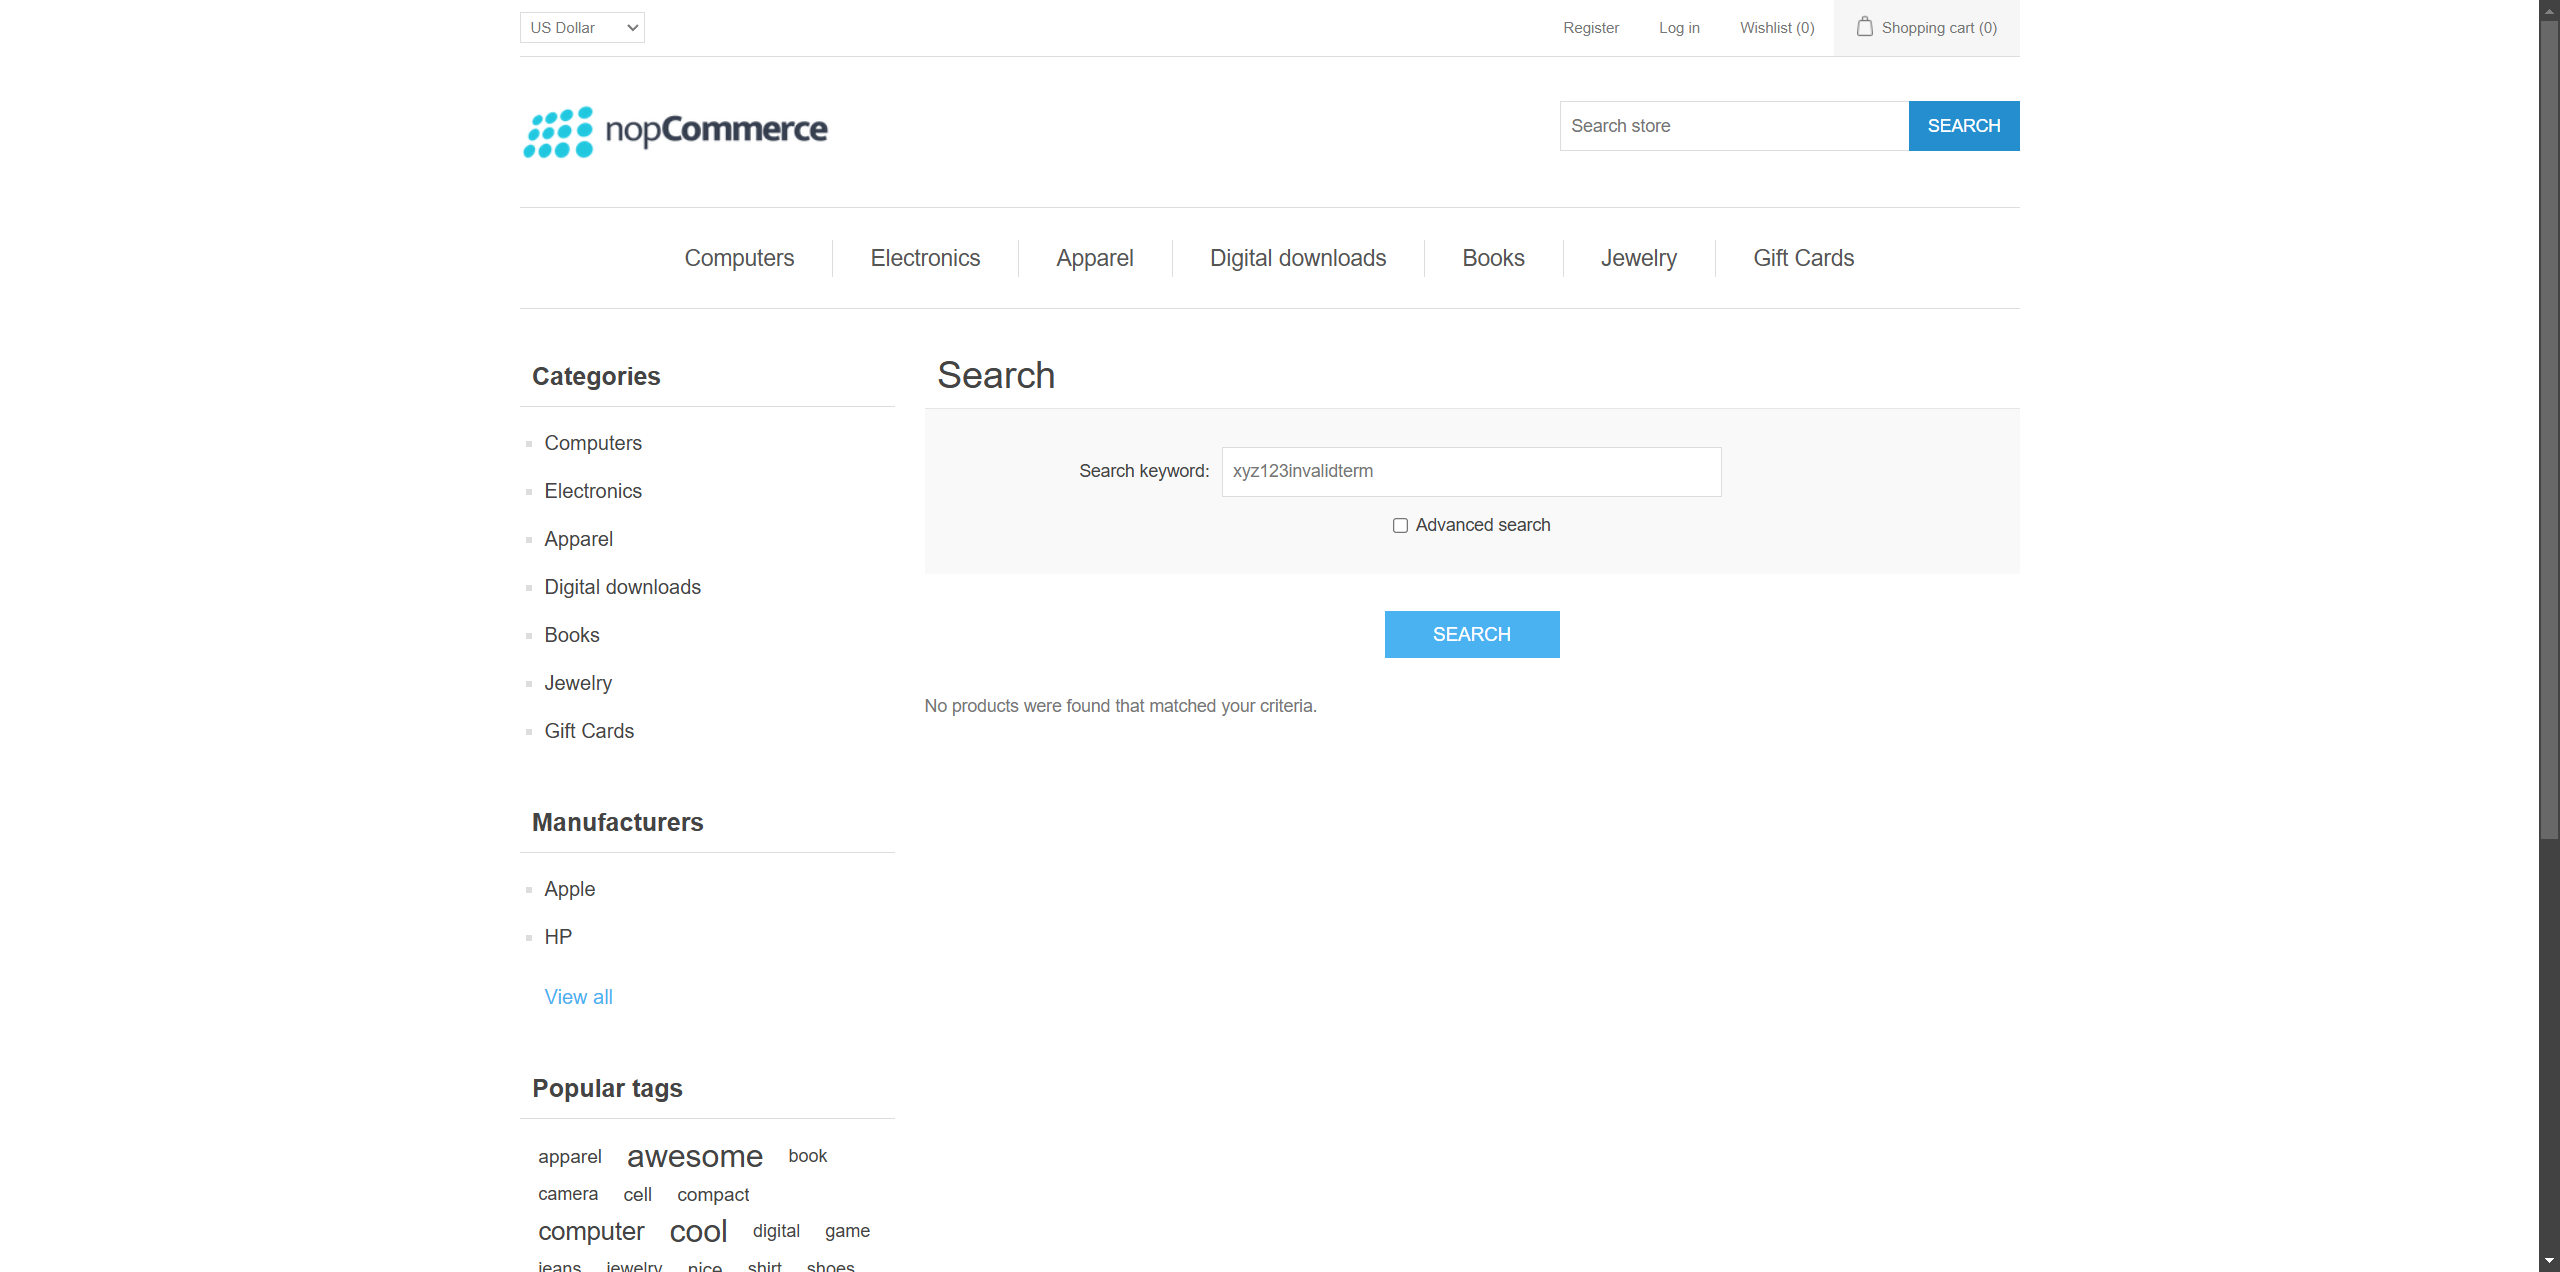 US Dollar
Register Log in Wishlist (0) Shopping cart (0)
nopCommerce
Search store SEARCH
Computers Electronics Apparel Digital downloads Books Jewelry Gift Cards
Categories
Computers
Electronics
Apparel
Digital downloads
Books
Jewelry
Gift Cards
Manufacturers
Apple
HP
View all
Popular tags
apparel awesome book
camera cell compact
computer cool digital game
jeans jewelry nice shirt shoes
Search
Search keyword: xyz123invalidterm
Advanced search
SEARCH
No products were found that matched your criteria.